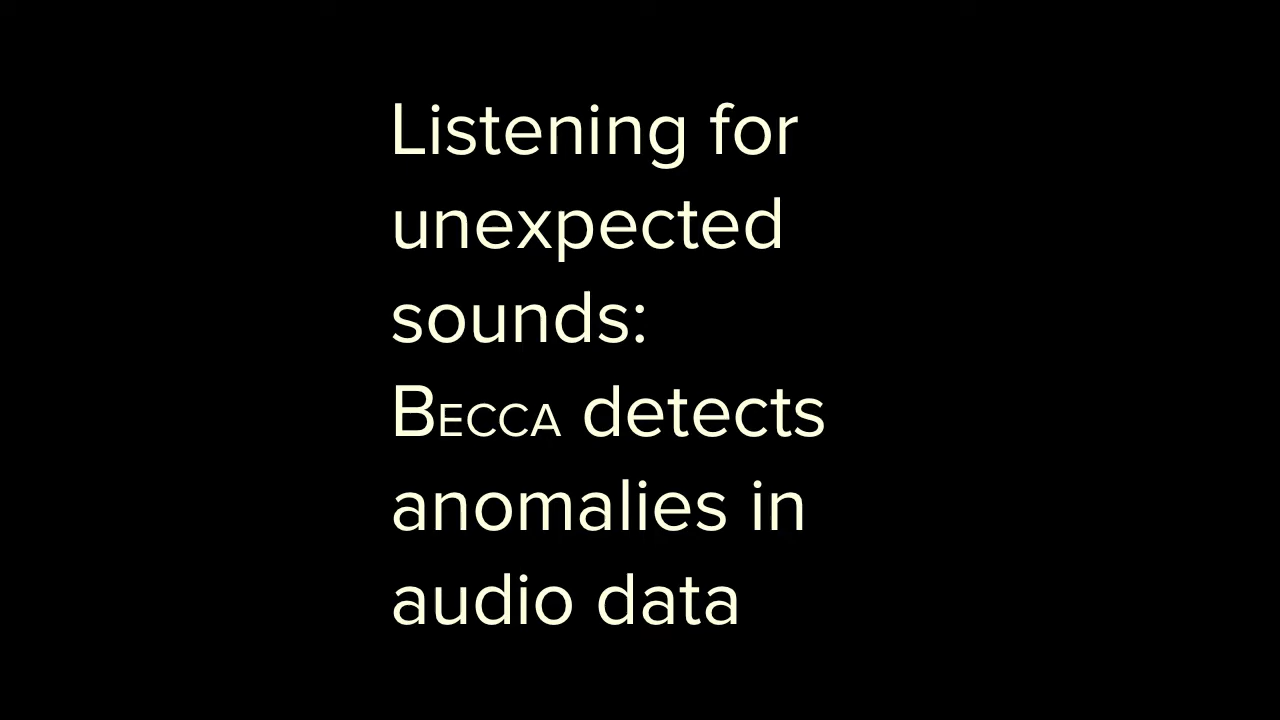 Listening for
unexpected
sounds:
BECCA detects
anomalies in
audio data